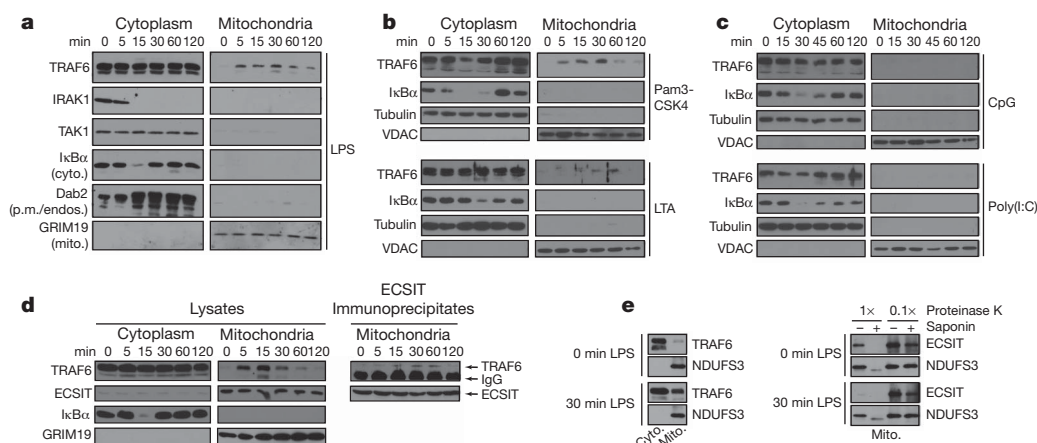 a
Cytoplasm Mitochondria
min 0 5 15 30 60 120 0 5 15 30 60 120
TRAF6
IRAK1
TAK1
IκBα
(cyto.)
Dab2
(p.m./endos.)
GRIM19
(mito.)
LPS
b
Cytoplasm Mitochondria
min 0 5 15 30 60 120 0 5 15 30 60 120
TRAF6
IκBα
Tubulin
VDAC
Pam3-
CSK4
TRAF6
IκBα
Tubulin
VDAC
LTA
c
Cytoplasm Mitochondria
min 0 15 30 45 60 120 0 15 30 45 60 120
TRAF6
IκBα
Tubulin
VDAC
CpG
TRAF6
IκBα
Tubulin
VDAC
Poly(I:C)
d
Lysates
Cytoplasm Mitochondria
min 0 5 15 30 60 120 0 5 15 30 60 120
TRAF6
ECSIT
IκBα
GRIM19
ECSIT
Immunoprecipitates
Mitochondria
0 5 15 30 60 120
TRAF6
IgG
ECSIT
e
0 min LPS
TRAF6
NDUFS3
30 min LPS
TRAF6
NDUFS3
Cyto. Mito.
1× 0.1× Proteinase K
– + – + Saponin
0 min LPS
ECSIT
NDUFS3
30 min LPS
ECSIT
NDUFS3
Mito.